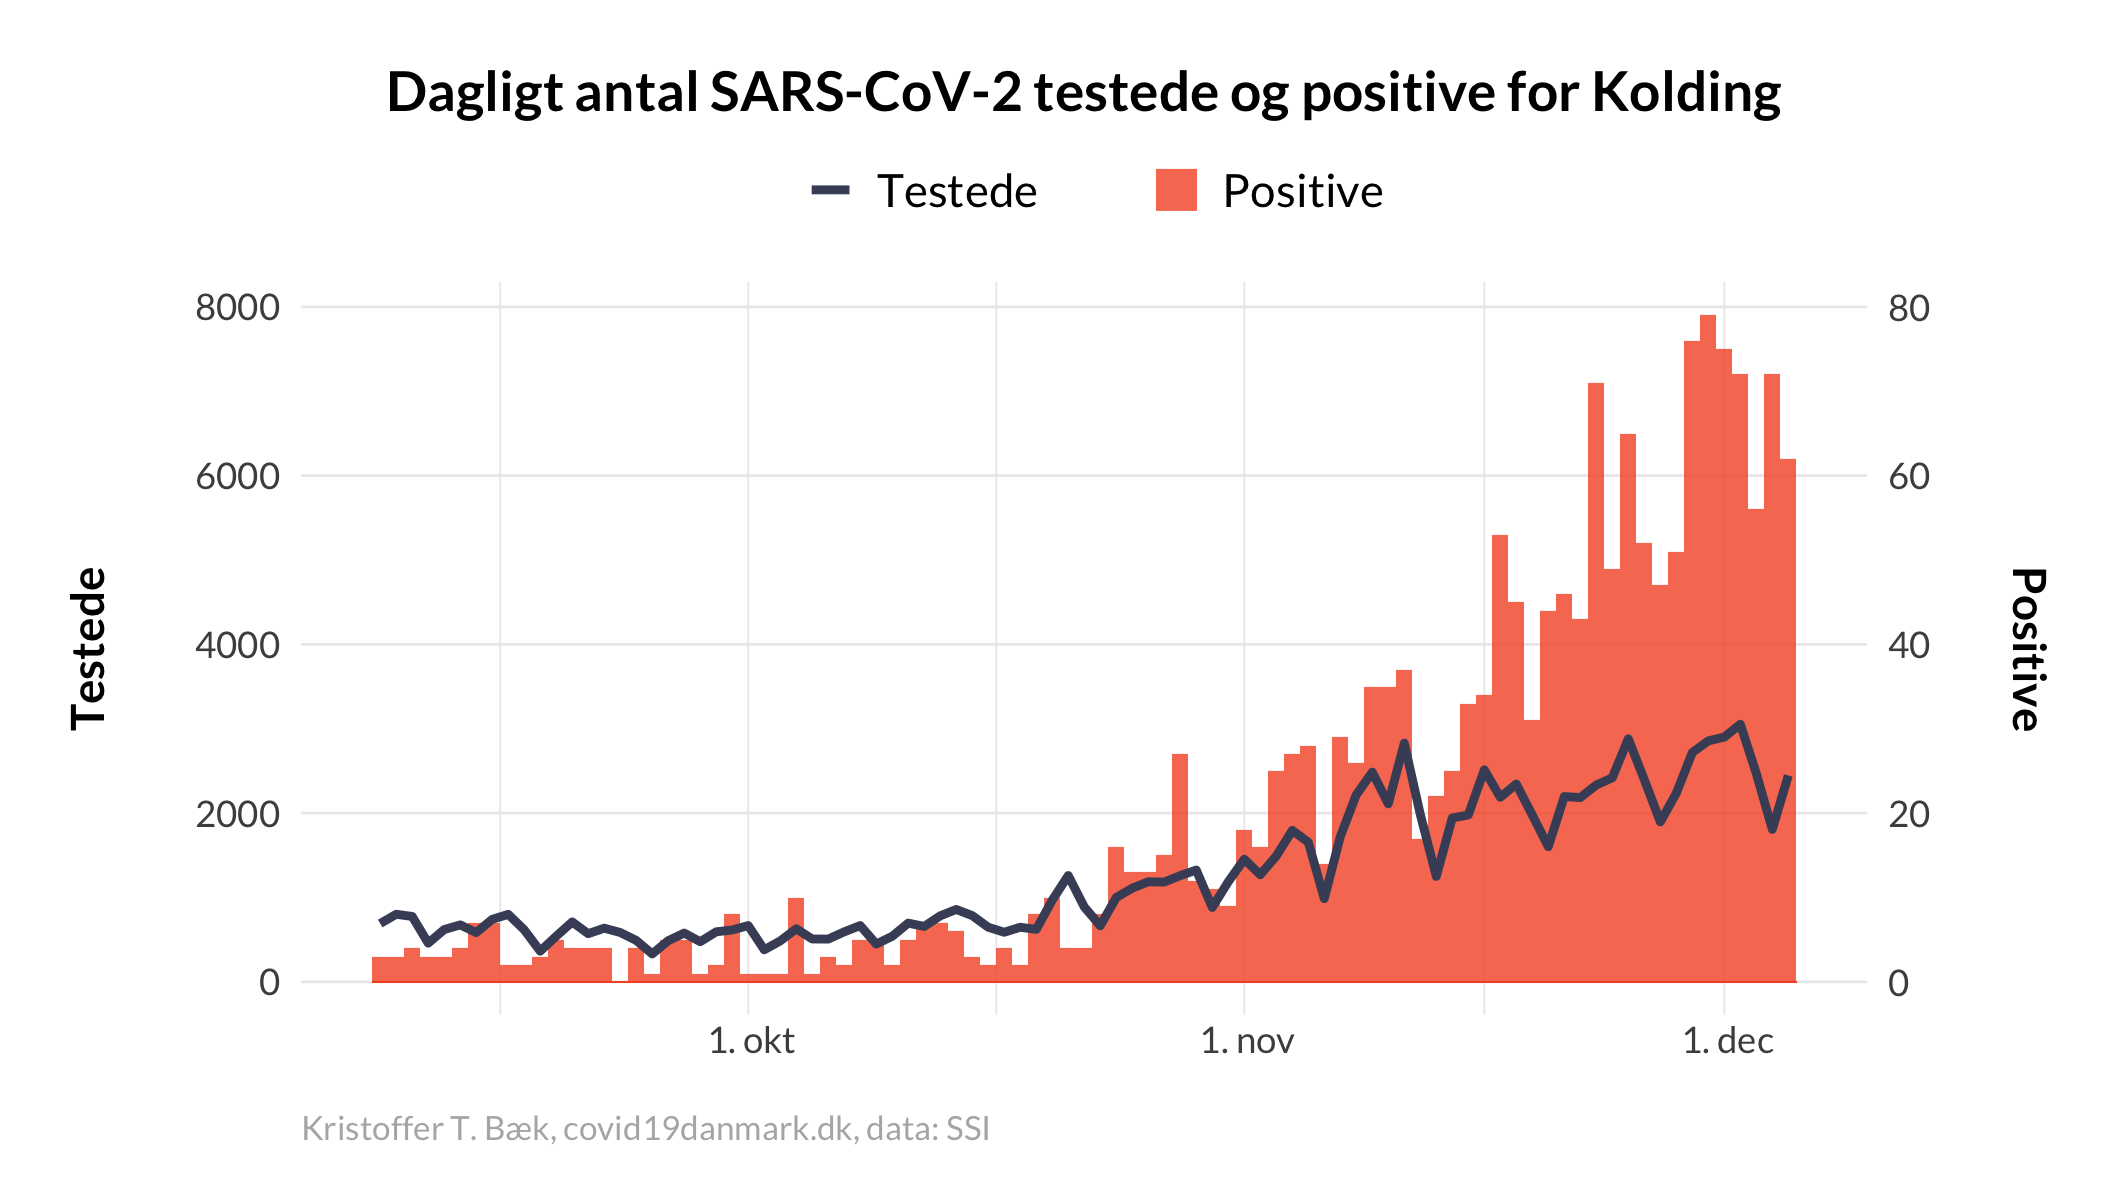 Dagligt antal SARS-CoV-2 testede og positive for Kolding
Testede
Positive
8000
6000
4000
2000
0
Testede
80
60
40
20
0
Positive
1. okt
1. nov
1. dec
Kristoffer T. Bæk, covid19danmark.dk, data: SSI